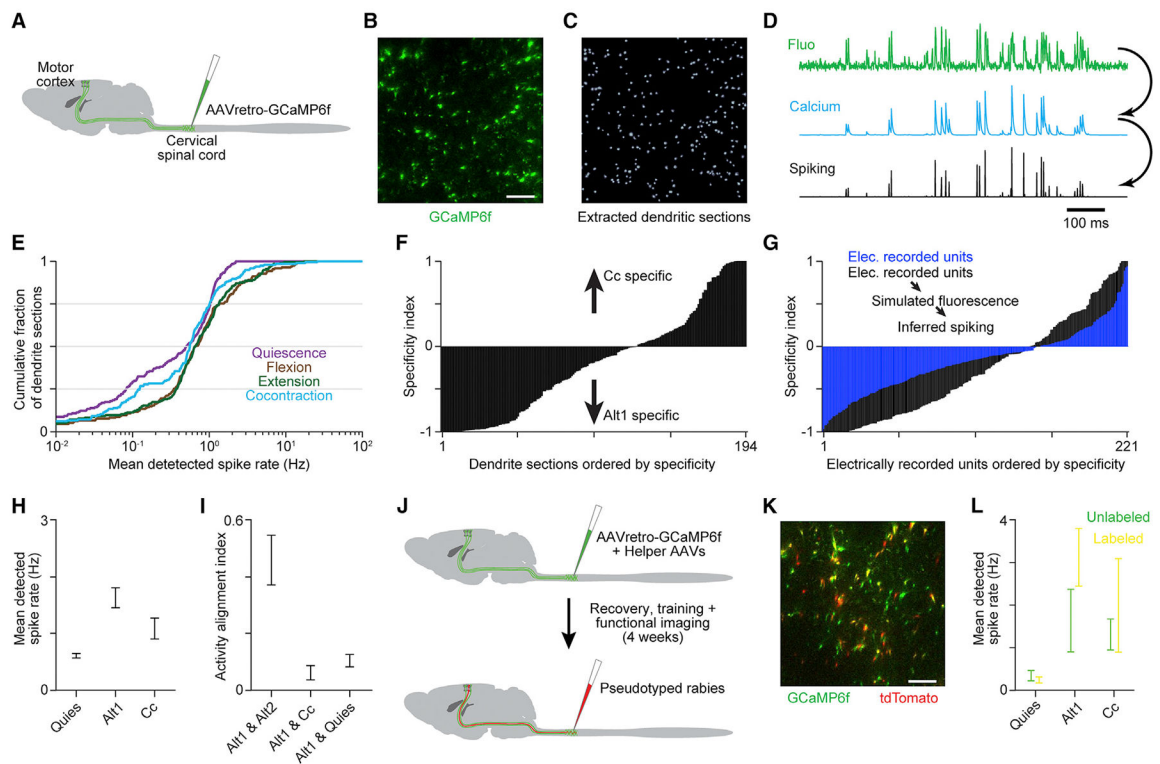 A
Motor
cortex
AAVretro-GCaMP6f
Cervical
spinal cord
B
GCaMP6f
C
Extracted dendritic sections
D
Fluo
Calcium
Spiking
100 ms
E
Cumulative fraction
of dendrite sections
1
0
10-2
10-1
100
101
102
Quiescence
Flexion
Extension
Cocontraction
Mean detetected spike rate (Hz)
F
Specificity index
1
0
-1
Cc specific
Alt1 specific
1
194
Dendrite sections ordered by specificity
G
Specificity index
1
0
-1
Elec. recorded units
Elec. recorded units
Simulated fluorescence
Inferred spiking
1
221
Electrically recorded units ordered by specificity
H
Mean detected
spike rate (Hz)
3
0
Quies
Alt1
Cc
I
Activity alignment index
0.6
0
Alt1 & Alt2
Alt1 & Cc
Alt1 & Quies
J
AAVretro-GCaMP6f
+ Helper AAVs
Recovery, training +
functional imaging
(4 weeks)
Pseudotyped rabies
K
GCaMP6f
tdTomato
L
Mean detected
spike rate (Hz)
4
0
Unlabeled
Labeled
Quies
Alt1
Cc